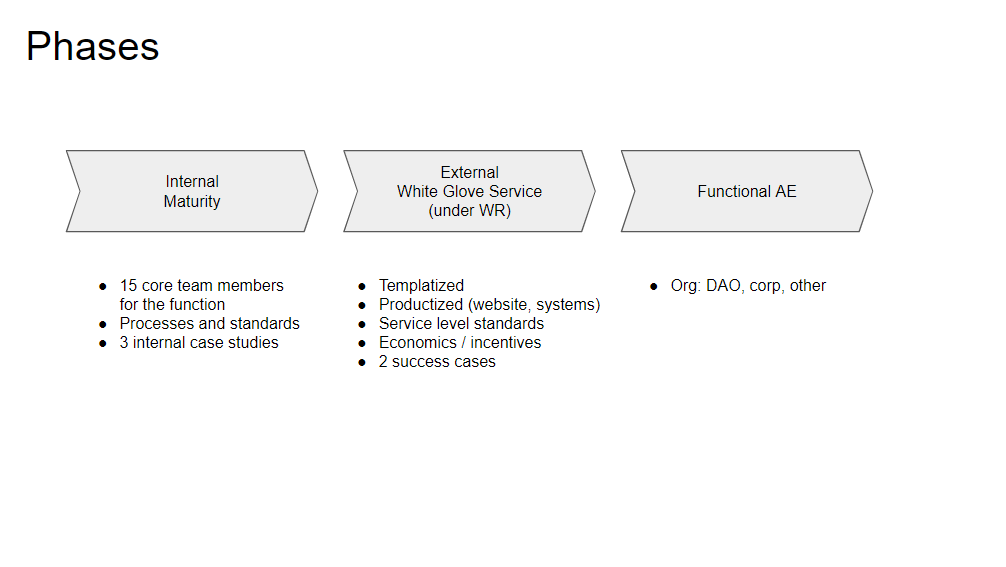 Phases
Internal
Maturity
External
White Glove Service
(under WR)
Functional AE
● 15 core team members
for the function
● Processes and standards
● 3 internal case studies
● Templatized
● Productized (website, systems)
● Service level standards
● Economics / incentives
● 2 success cases
● Org: DAO, corp, other